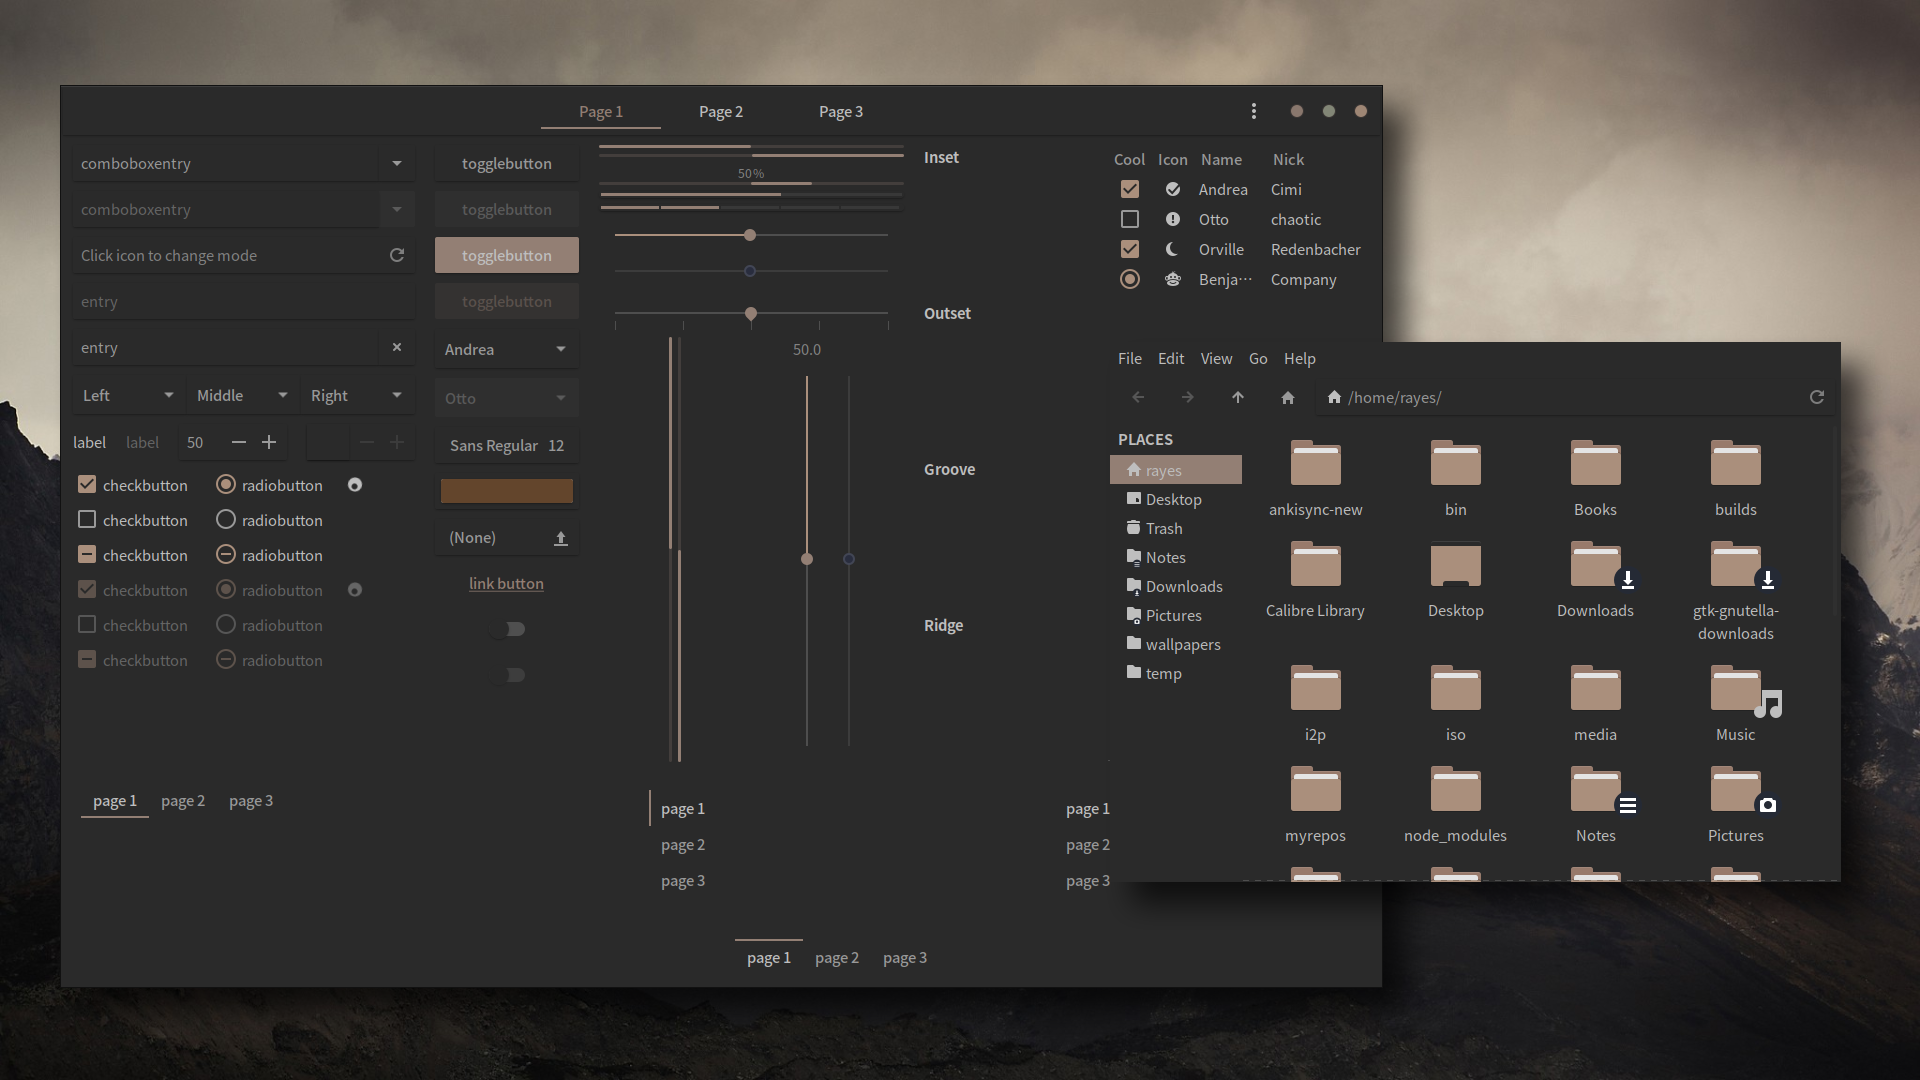 Page 1
Page 2
Page 3
comboboxentry
comboboxentry
Click icon to change mode
entry
entry
Left
Middle
Right
label
label
50
checkbutton
radiobutton
checkbutton
radiobutton
checkbutton
radiobutton
checkbutton
radiobutton
checkbutton
radiobutton
checkbutton
radiobutton
togglebutton
togglebutton
togglebutton
togglebutton
Andrea
Otto
Sans Regular 12
(None)
link button
50%
50.0
Inset
Outset
Groove
Ridge
Cool Icon Name Nick
Andrea Cimi
Otto chaotic
Orville Redenbacher
Benja… Company
page 1
page 2
page 3
page 1
page 2
page 3
page 1
page 2
page 3
page 1
page 2
page 3
File Edit View Go Help
/home/rayes/
PLACES
rayes
Desktop
Trash
Notes
Downloads
Pictures
wallpapers
temp
ankisync-new
bin
Books
builds
Calibre Library
Desktop
Downloads
gtk-gnutella-
downloads
i2p
iso
media
Music
myrepos
node_modules
Notes
Pictures